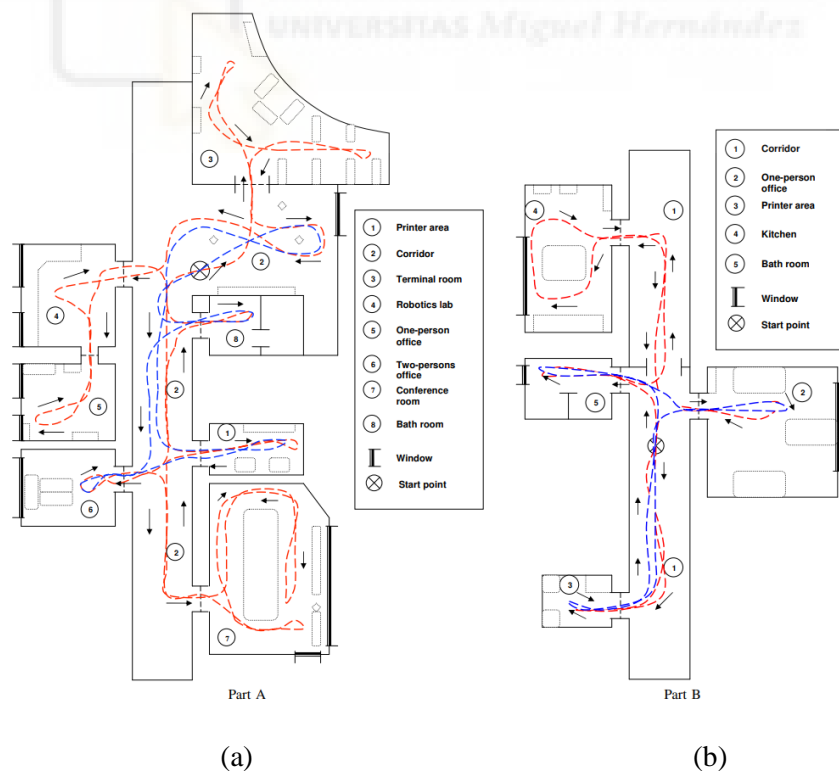 UNIVERSITAS Miguel Hernández
3
2
4
8
2
5
1
6
2
7
1 Printer area
2 Corridor
3 Terminal room
4 Robotics lab
5 One-person
office
6 Two-persons
office
7 Conference
room
8 Bath room
Window
Start point
Part A
(a)
4
1
5
2
3
1
1 Corridor
2 One-person
office
3 Printer area
4 Kitchen
5 Bath room
Window
Start point
Part B
(b)